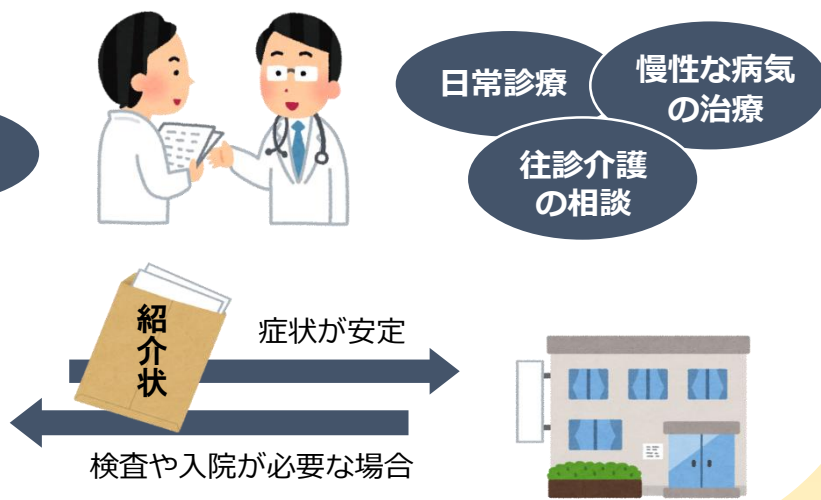 日常診療
慢性な病気
の治療
往診介護
の相談
紹介状
症状が安定
検査や入院が必要な場合